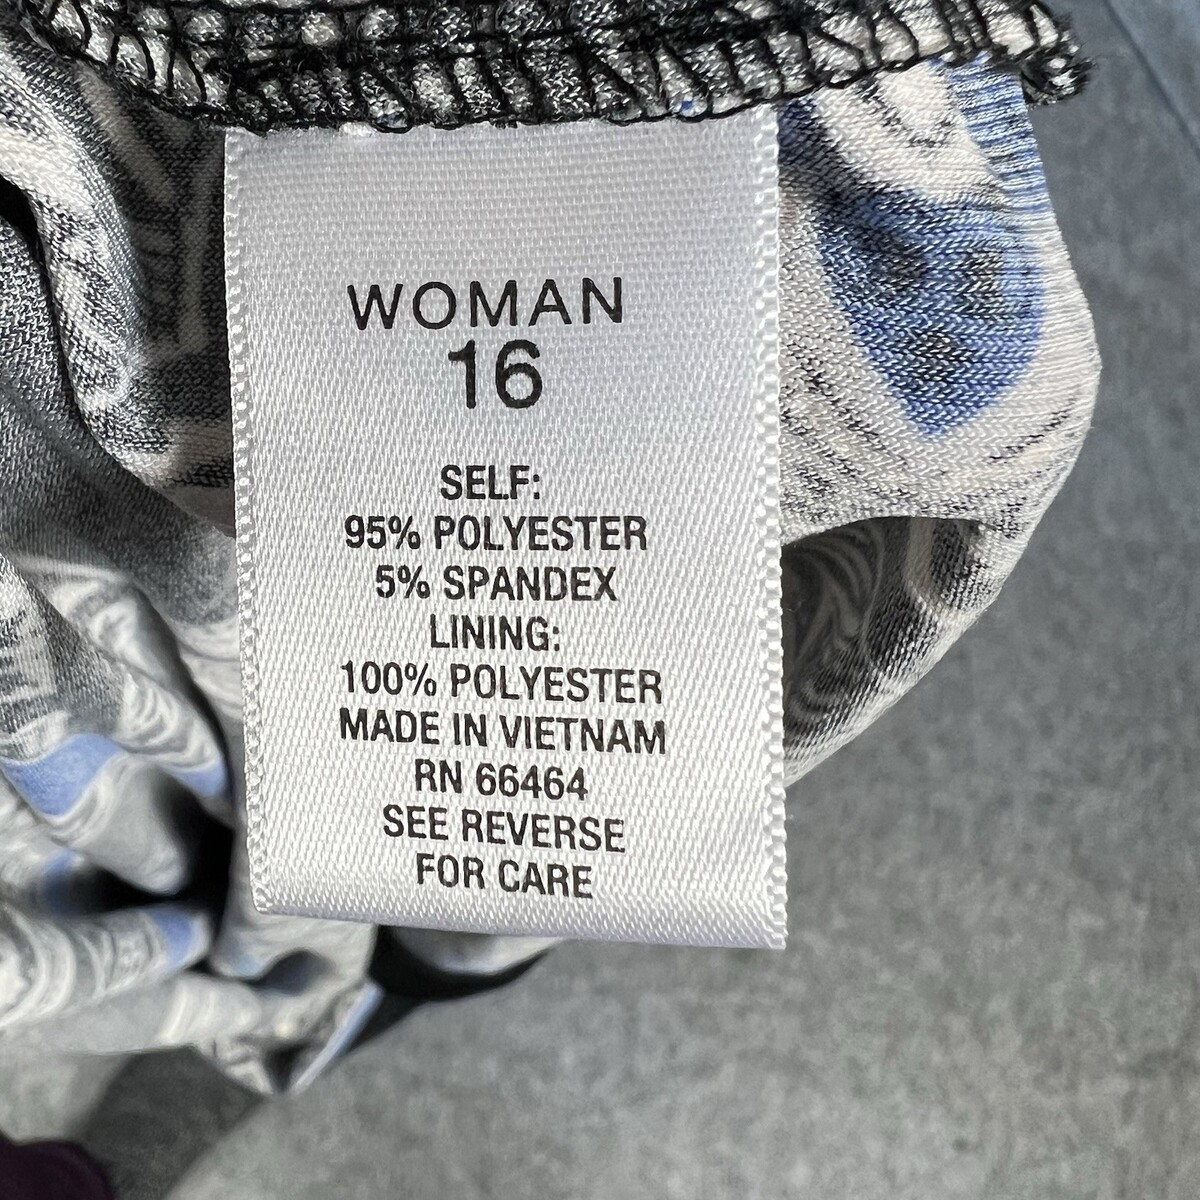 WOMAN
16
SELF:
95% POLYESTER
5% SPANDEX
LINING:
100% POLYESTER
MADE IN VIETNAM
RN 66464
SEE REVERSE
FOR CARE